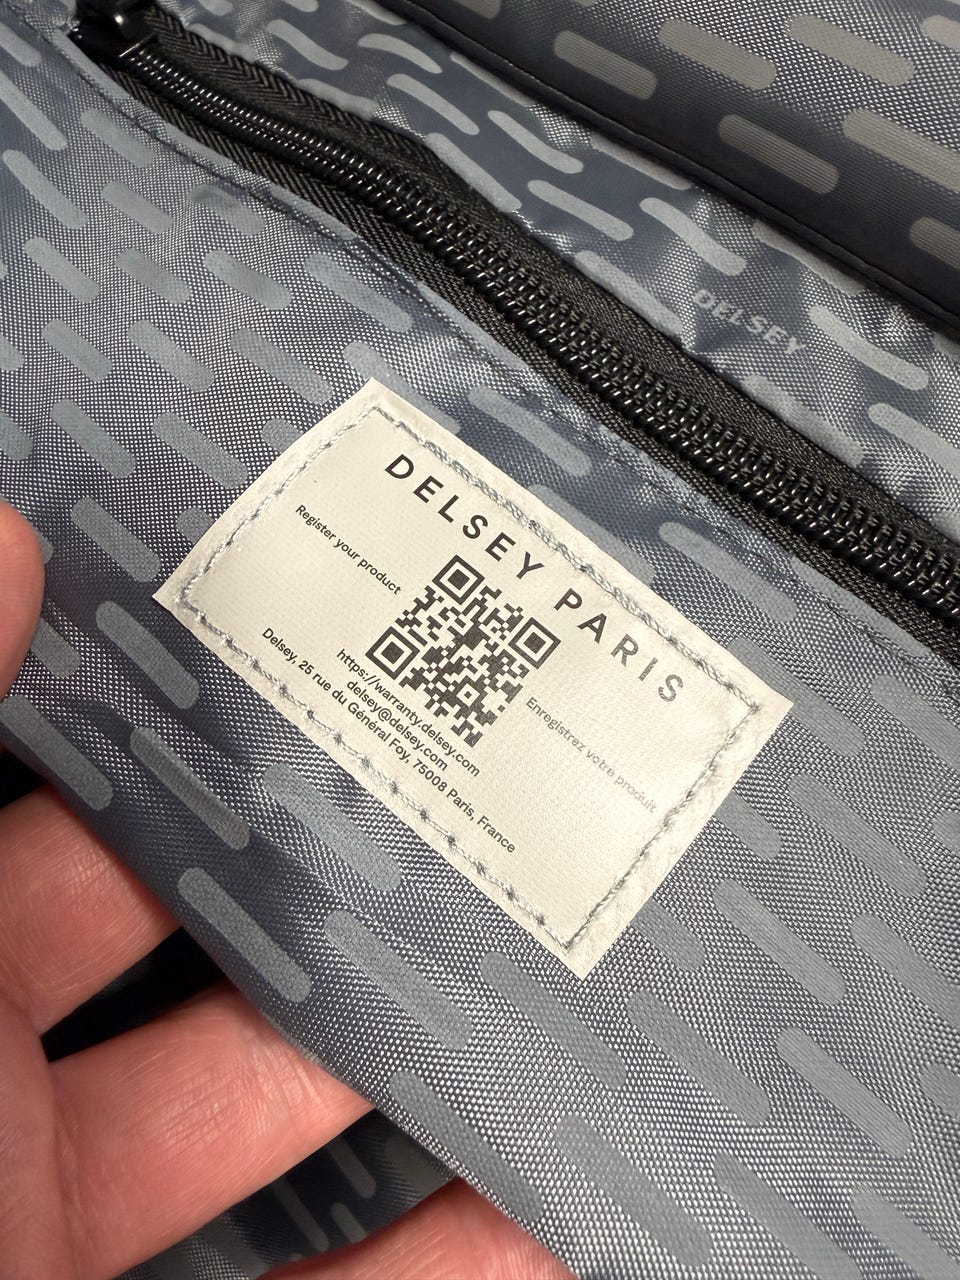 DELSEY
DELSEY PARIS
Register your product
Enregistrez votre produit
https://warranty.delsey.com
delsey@delsey.com
Delsey, 25 rue du Général Foy, 75008 Paris, France